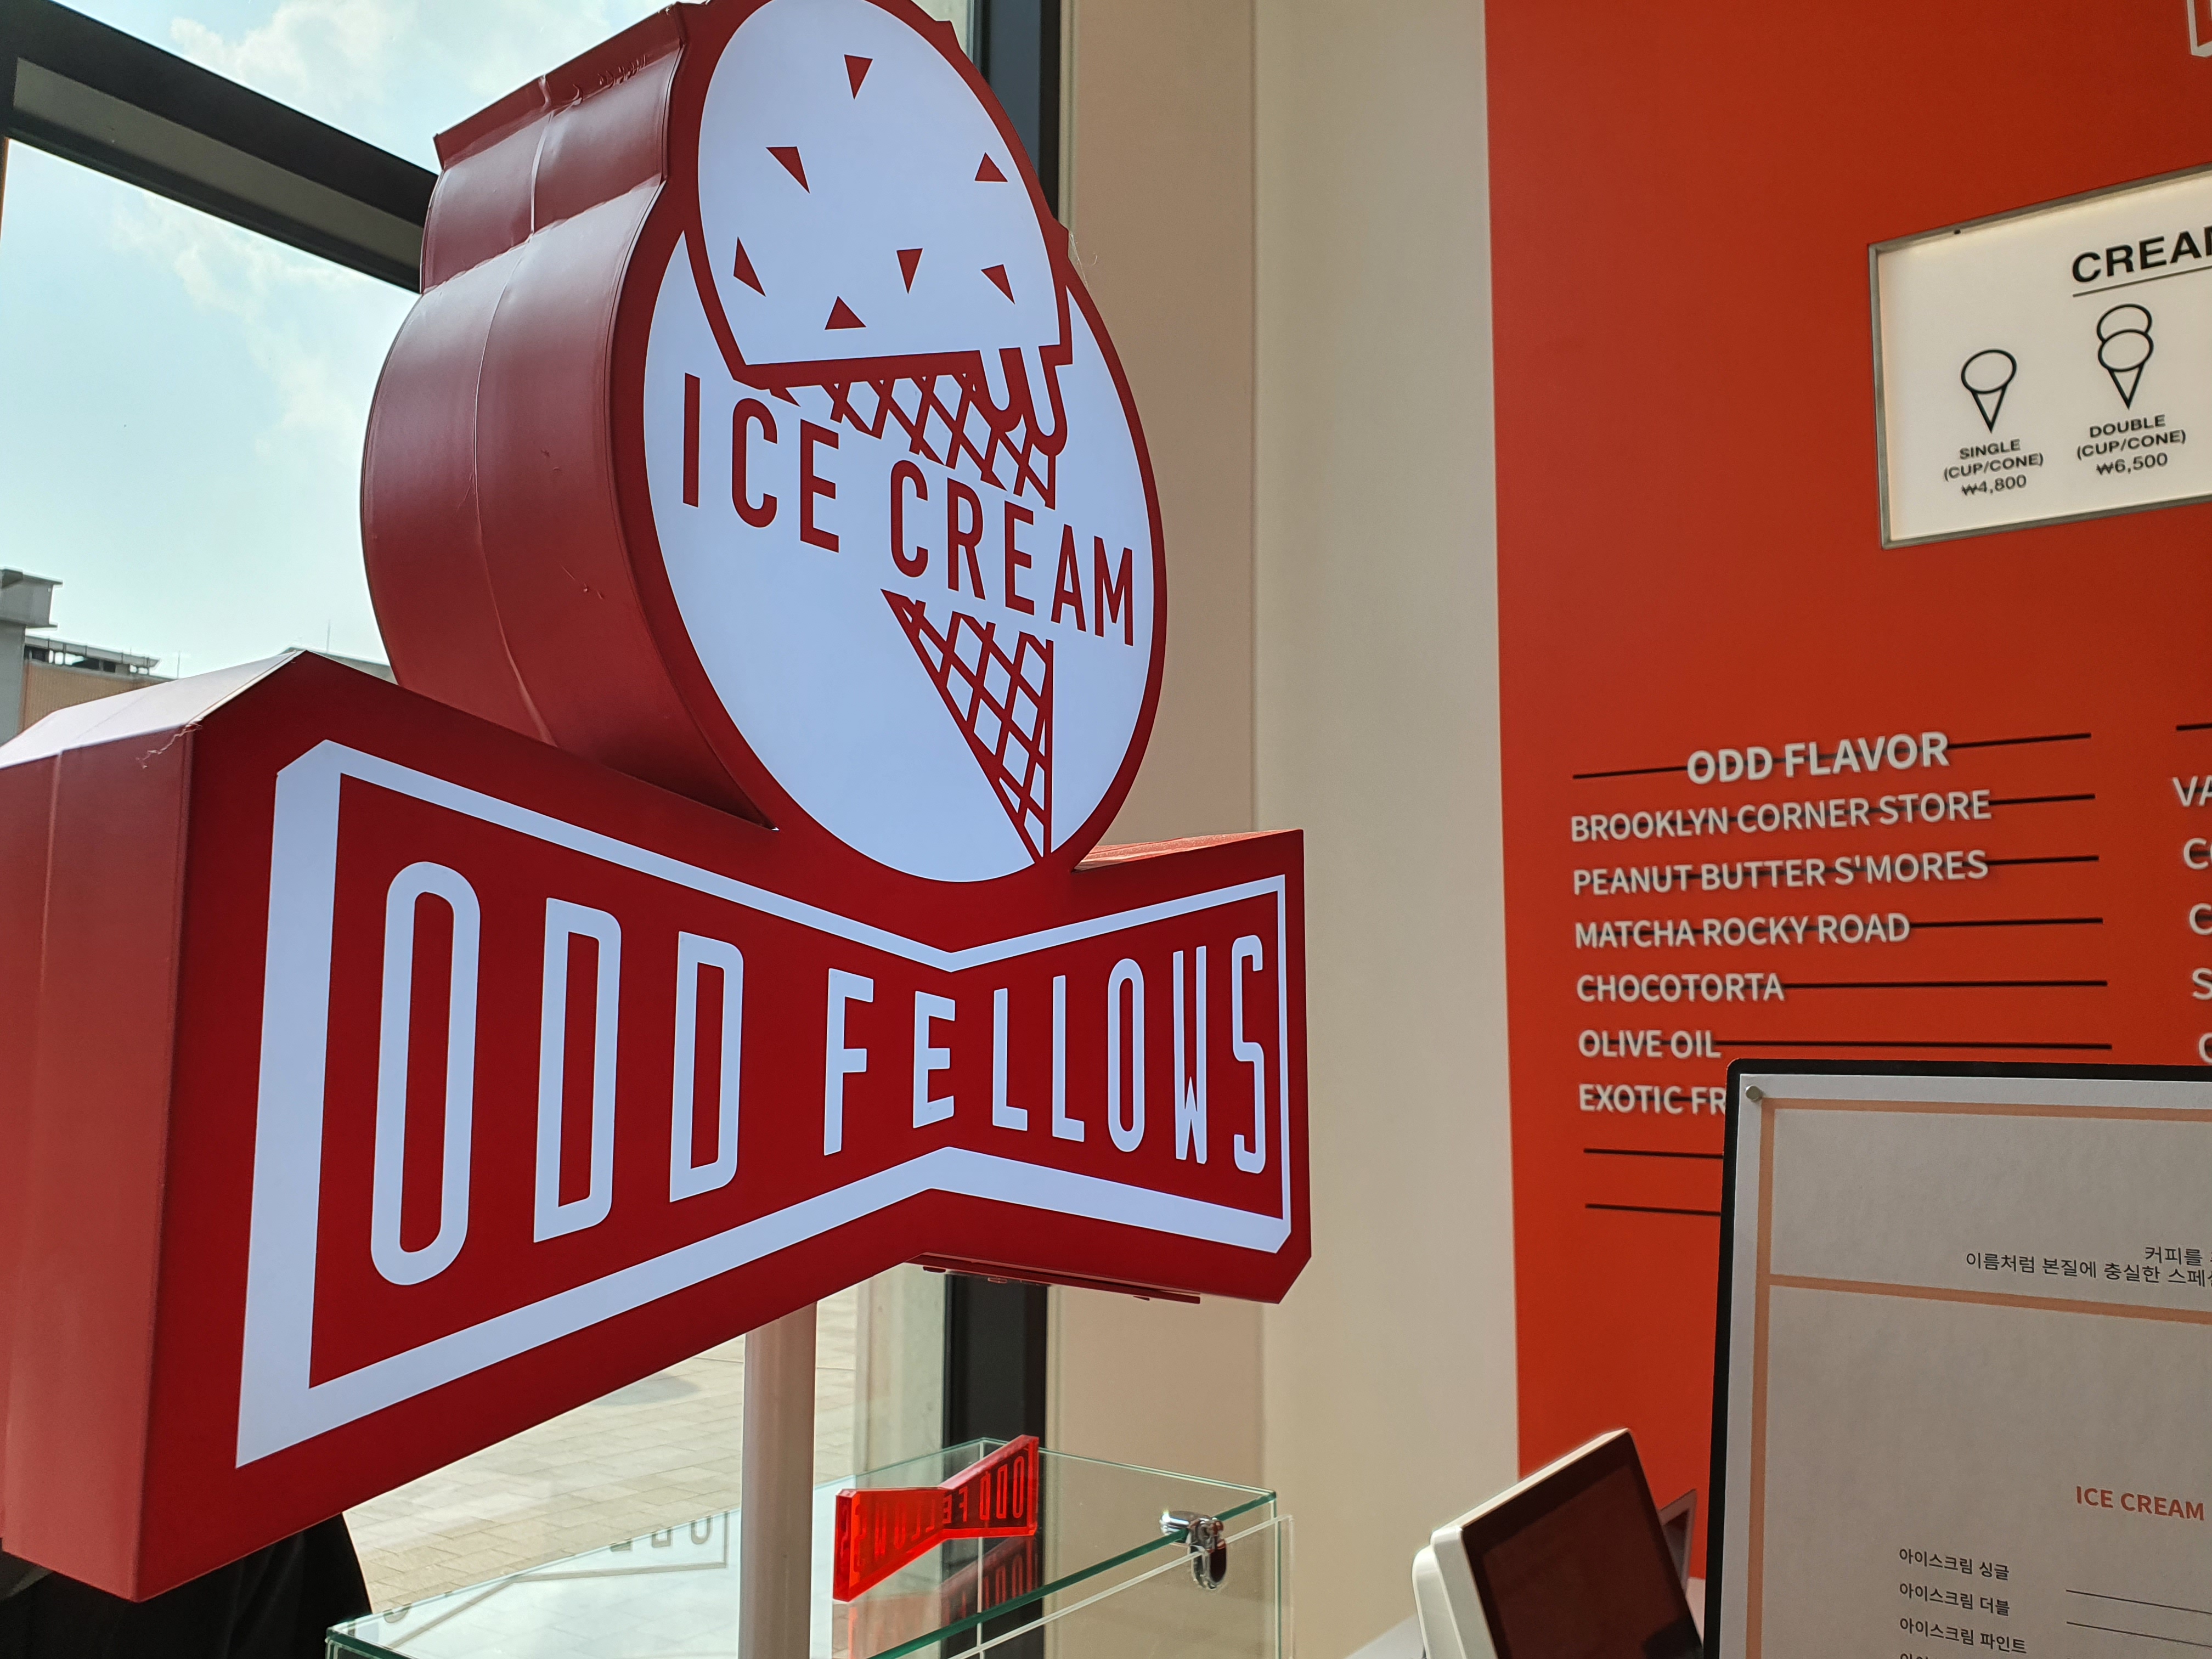 ICE CREAM
ODD FELLOWS
SINGLE
(CUP/CONE)
₩4,800
DOUBLE
(CUP/CONE)
₩6,500
ODD FLAVOR
BROOKLYN CORNER STORE
PEANUT BUTTER S'MORES
MATCHA ROCKY ROAD
CHOCOTORTA
OLIVE OIL
EXOTIC
커피를
이름처럼 본질에 충실한
ICE CREAM
아이스크림 싱글
아이스크림 더블
아이스크림 파인트
ODD FELLOWS